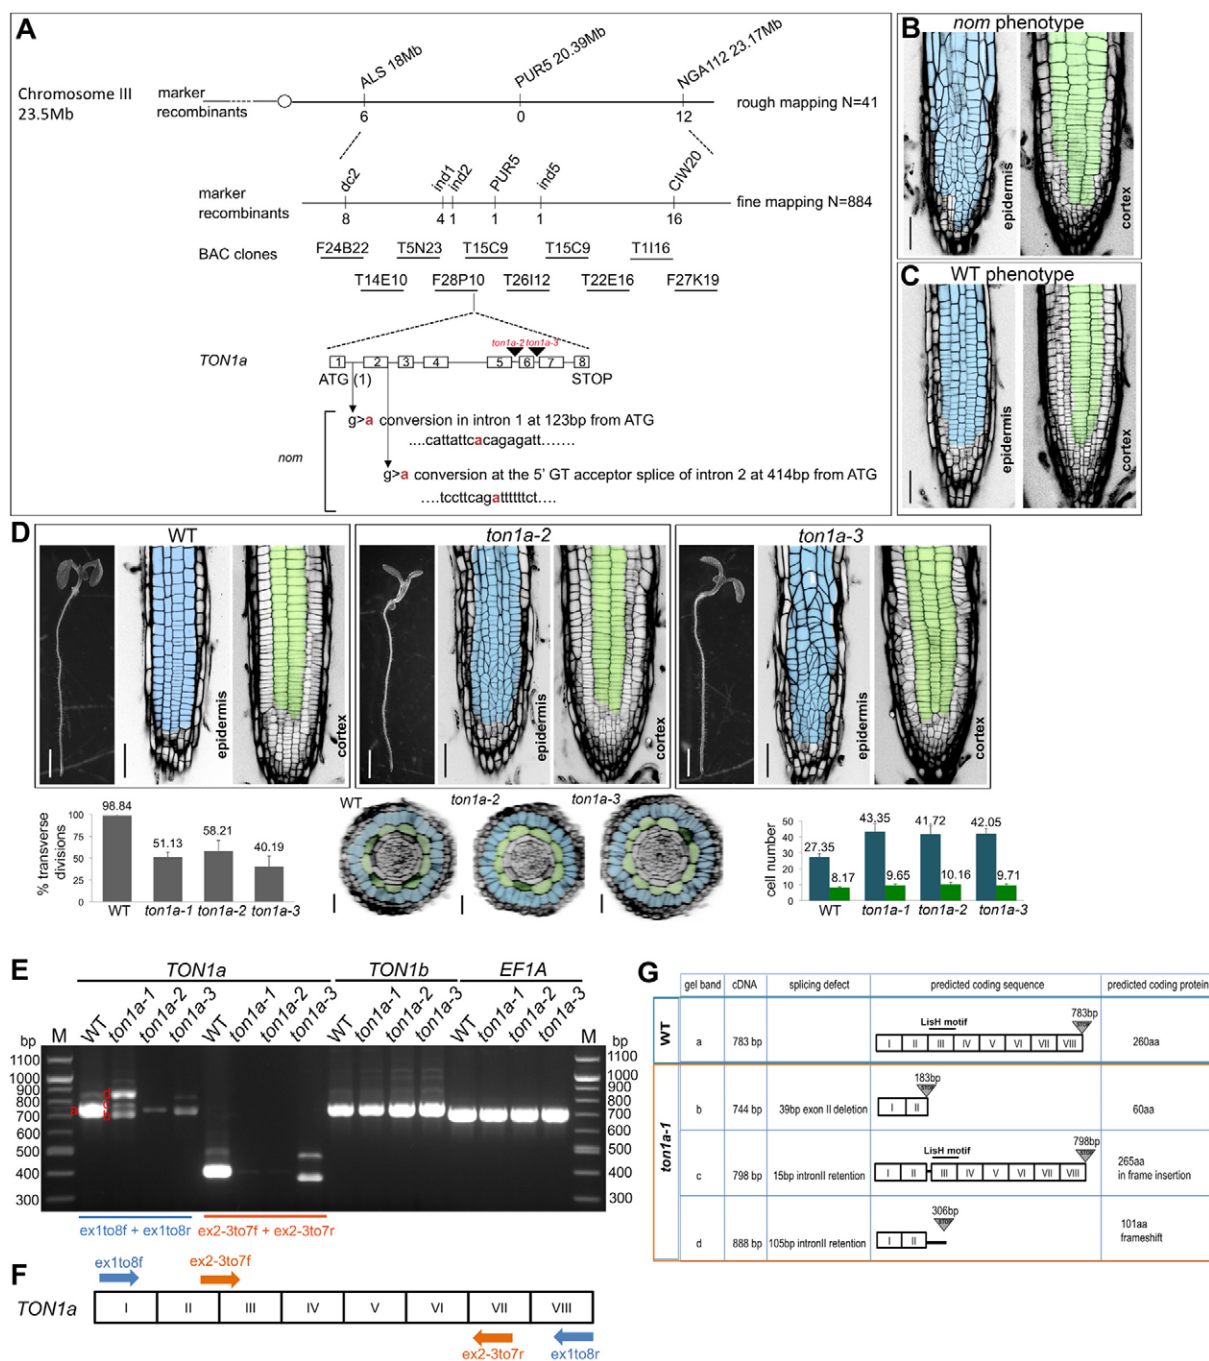 A
Chromosome III
23.5Mb
marker
recombinants
ALS 18Mb
PUR5 20.39Mb
NGA112 23.17Mb
6
0
12
rough mapping N=41
marker
recombinants
dc2
ind1
ind2
PUR5
ind5
CIW20
8
4
1
1
1
16
fine mapping N=884
BAC clones
F24B22
T5N23
T15C9
T15C9
T1I16
T14E10
F28P10
T26I12
T22E16
F27K19
ton1a-2
ton1a-3
TON1a
1
2
3
4
5
6
7
8
ATG (1)
STOP
nom
g>a conversion in intron 1 at 123bp from ATG
....cattattcacagagatt.......
g>a conversion at the 5' GT acceptor splice of intron 2 at 414bp from ATG
....tccttcagattttttct....
B
nom phenotype
epidermis
cortex
C
WT phenotype
epidermis
cortex
D
WT
epidermis
cortex
ton1a-2
epidermis
cortex
ton1a-3
epidermis
cortex
% transverse
divisions
100
75
50
25
0
98.84
51.13
58.21
40.19
WT
ton1a-1
ton1a-2
ton1a-3
WT
ton1a-2
ton1a-3
cell number
50
40
30
20
10
0
27.35
8.17
43,35
9.65
41,72
10.16
42.05
9.71
WT
ton1a-1
ton1a-2
ton1a-3
E
TON1a
TON1b
EF1A
bp
M
WT
ton1a-1
ton1a-2
ton1a-3
WT
ton1a-1
ton1a-2
ton1a-3
WT
ton1a-1
ton1a-2
ton1a-3
WT
ton1a-1
ton1a-2
ton1a-3
M
bp
1100
1000
900
800
700
600
500
400
300
1100
1000
900
800
700
600
500
400
300
a
d
c
b
ex1to8f + ex1to8r
ex2-3to7f + ex2-3to7r
F
ex1to8f
ex2-3to7f
TON1a
I
II
III
IV
V
VI
VII
VIII
ex2-3to7r
ex1to8r
G
gel band
cDNA
splicing defect
predicted coding sequence
predicted coding protein
WT
a
783 bp
LisH motif
783bp
STOP
I II III IV V VI VII VIII
260aa
ton1a-1
b
744 bp
39bp exon II deletion
183bp
STOP
I II
60aa
c
798 bp
15bp intronII retention
LisH motif
798bp
STOP
I II III IV V VI VII VIII
265aa
in frame insertion
d
888 bp
105bp intronII retention
306bp
STOP
I II
101aa
frameshift